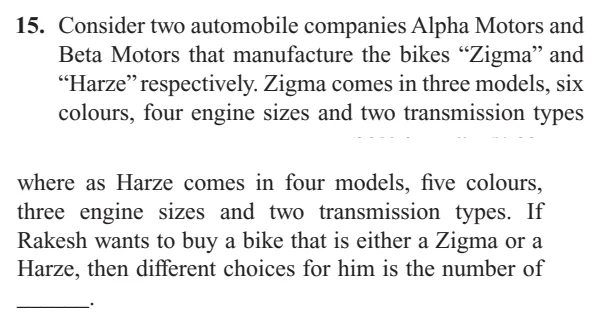 15. Consider two automobile companies Alpha Motors and
Beta Motors that manufacture the bikes “Zigma” and
“Harze” respectively. Zigma comes in three models, six
colours, four engine sizes and two transmission types
where as Harze comes in four models, five colours,
three engine sizes and two transmission types. If
Rakesh wants to buy a bike that is either a Zigma or a
Harze, then different choices for him is the number of
______.